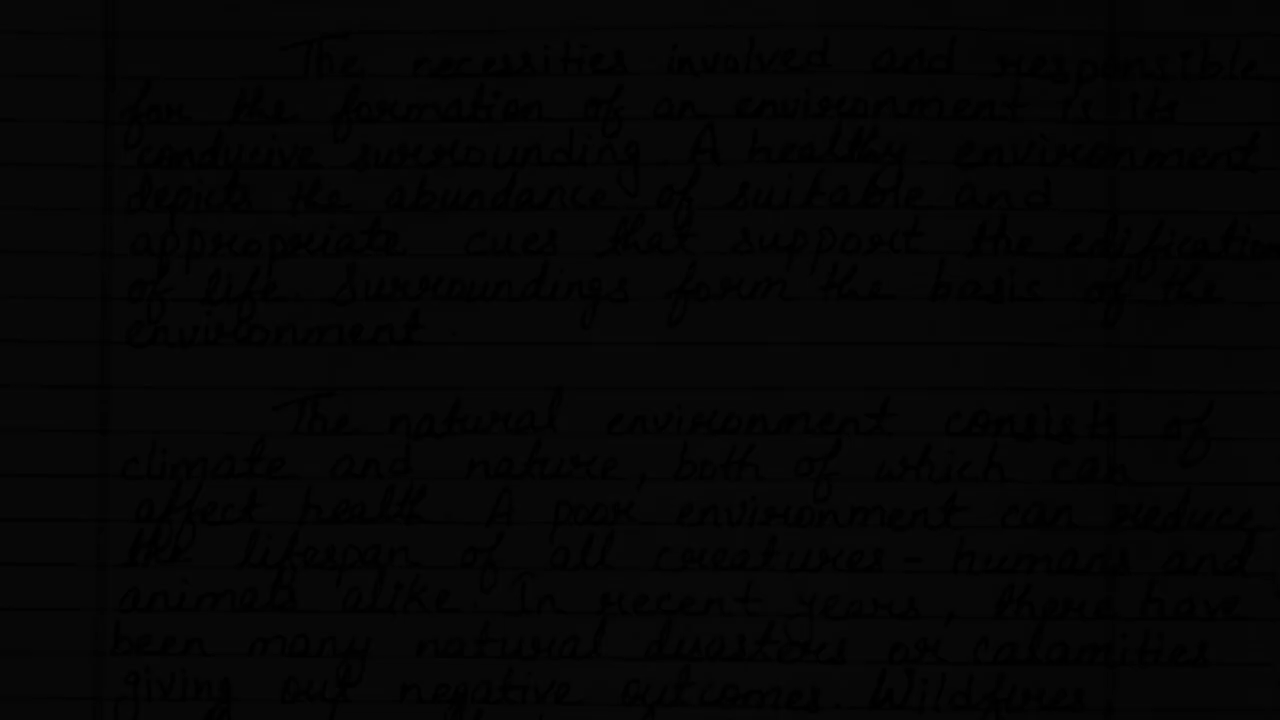 The necessities involved and responsible
for the formation of an environment is its
conducive surrounding A healthy environment
depicts the abundance of suitable and
appropriate cues that support the edification
of life. Surroundings form the basis of the
environment.
The natural environment consists of
climate and nature, both of which can
affect health. A poor environment can reduce
the lifespan of all creatures - humans and
animals alike. In recent years, there have
been many natural or calamities
giving out negative outcomes. Wildfires